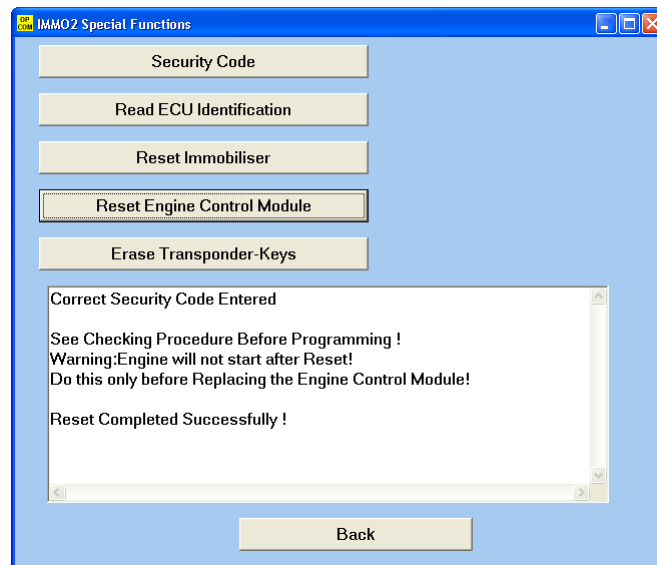 OP
COM
IMMO2 Special Functions
Security Code
Read ECU Identification
Reset Immobiliser
Reset Engine Control Module
Erase Transponder-Keys
Correct Security Code Entered
See Checking Procedure Before Programming !
Warning:Engine will not start after Reset!
Do this only before Replacing the Engine Control Module!
Reset Completed Successfully !
Back